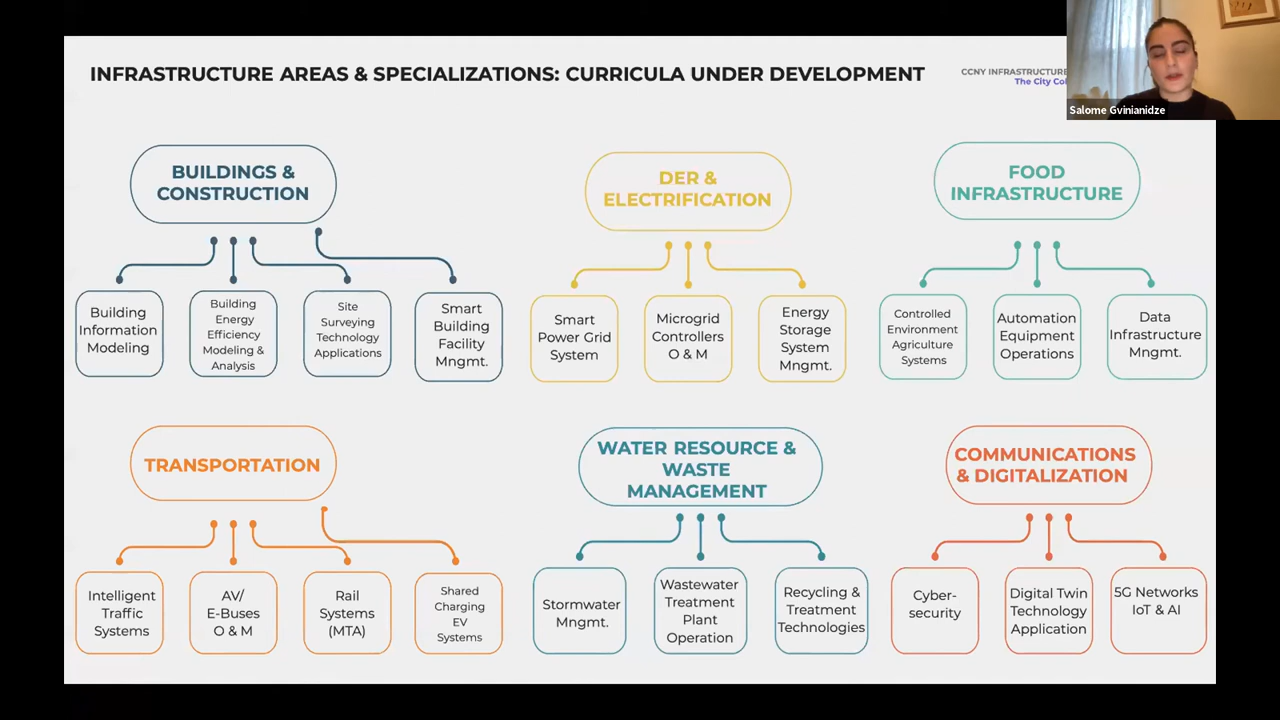 INFRASTRUCTURE AREAS & SPECIALIZATIONS: CURRICULA UNDER DEVELOPMENT
CCNY INFRASTRUCTURE
The City
Salome Gvinianidze
BUILDINGS &
CONSTRUCTION
Building
Information
Modeling
Building
Energy
Efficiency
Modeling &
Analysis
Site
Surveying
Technology
Applications
Smart
Building
Facility
Mngmt.
DER &
ELECTRIFICATION
Smart
Power Grid
System
Microgrid
Controllers
O & M
Energy
Storage
System
Mngmt.
FOOD
INFRASTRUCTURE
Controlled
Environment
Agriculture
Systems
Automation
Equipment
Operations
Data
Infrastructure
Mngmt.
TRANSPORTATION
Intelligent
Traffic
Systems
AV/
E-Buses
O & M
Rail
Systems
(MTA)
Shared
Charging
EV
Systems
WATER RESOURCE &
WASTE
MANAGEMENT
Stormwater
Mngmt.
Wastewater
Treatment
Plant
Operation
Recycling &
Treatment
Technologies
COMMUNICATIONS
& DIGITALIZATION
Cyber-
security
Digital Twin
Technology
Application
5G Networks
IoT & AI